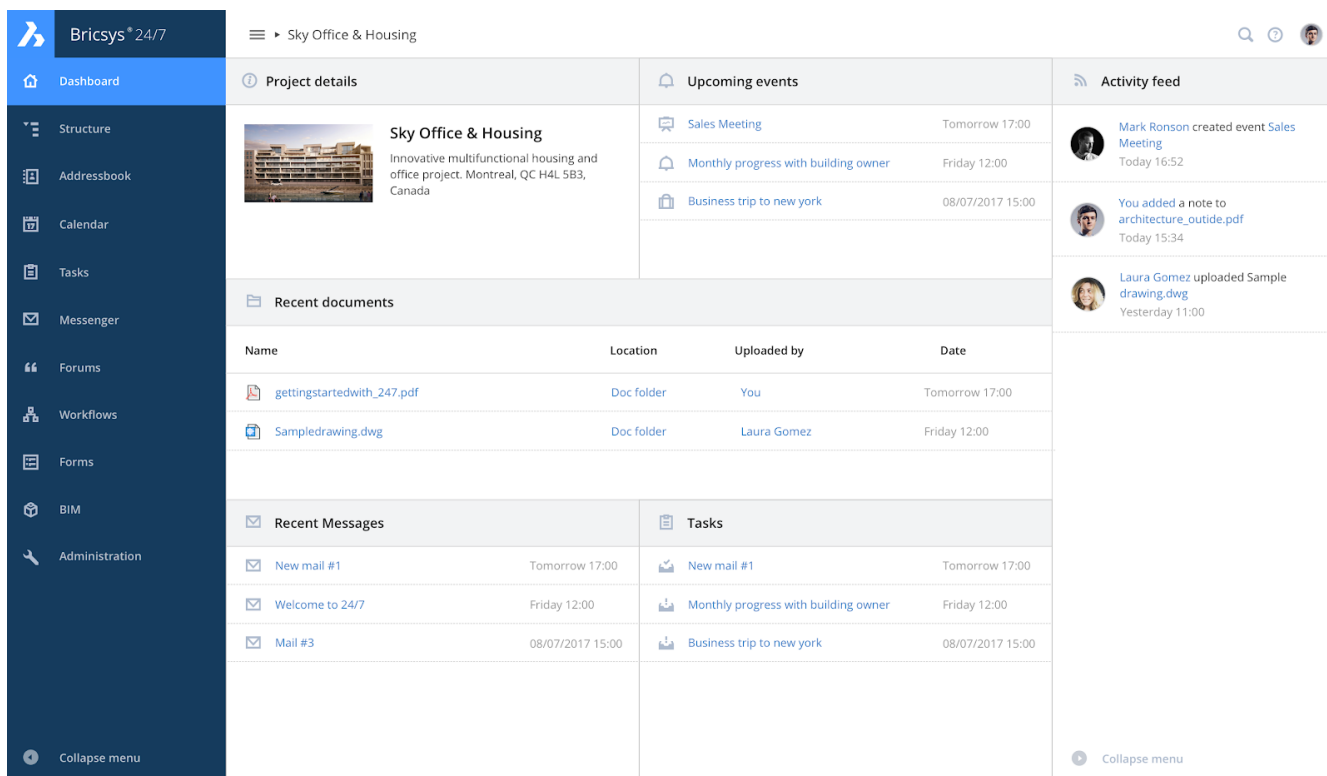 Bricsys® 24/7
Sky Office & Housing
Dashboard
Structure
Addressbook
Calendar
Tasks
Messenger
Forums
Workflows
Forms
BIM
Administration
Collapse menu
Project details
Sky Office & Housing
Innovative multifunctional housing and
office project. Montreal, QC H4L 5B3,
Canada
Upcoming events
Sales Meeting Tomorrow 17:00
Monthly progress with building owner Friday 12:00
Business trip to new york 08/07/2017 15:00
Recent documents
Name Location Uploaded by Date
gettingstartedwith_247.pdf Doc folder You Tomorrow 17:00
Sampledrawing.dwg Doc folder Laura Gomez Friday 12:00
Recent Messages
New mail #1 Tomorrow 17:00
Welcome to 24/7 Friday 12:00
Mail #3 08/07/2017 15:00
Tasks
New mail #1 Tomorrow 17:00
Monthly progress with building owner Friday 12:00
Business trip to new york 08/07/2017 15:00
Activity feed
Mark Ronson created event Sales
Meeting
Today 16:52
You added a note to
architecture_outide.pdf
Today 15:34
Laura Gomez uploaded Sample
drawing.dwg
Yesterday 11:00
Collapse menu